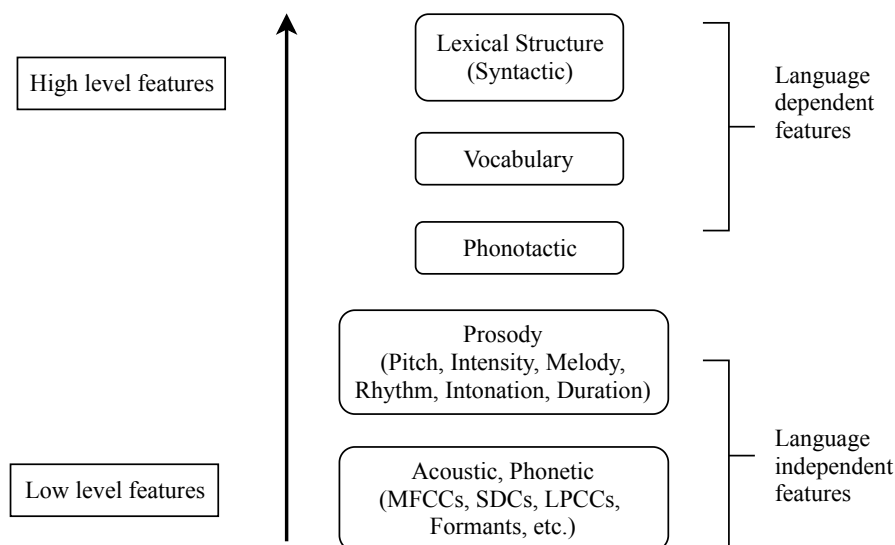 High level features
Lexical Structure
(Syntactic)
Vocabulary
Phonotactic
Language
dependent
features
Prosody
(Pitch, Intensity, Melody,
Rhythm, Intonation, Duration)
Low level features
Acoustic, Phonetic
(MFCCs, SDCs, LPCCs,
Formants, etc.)
Language
independent
features